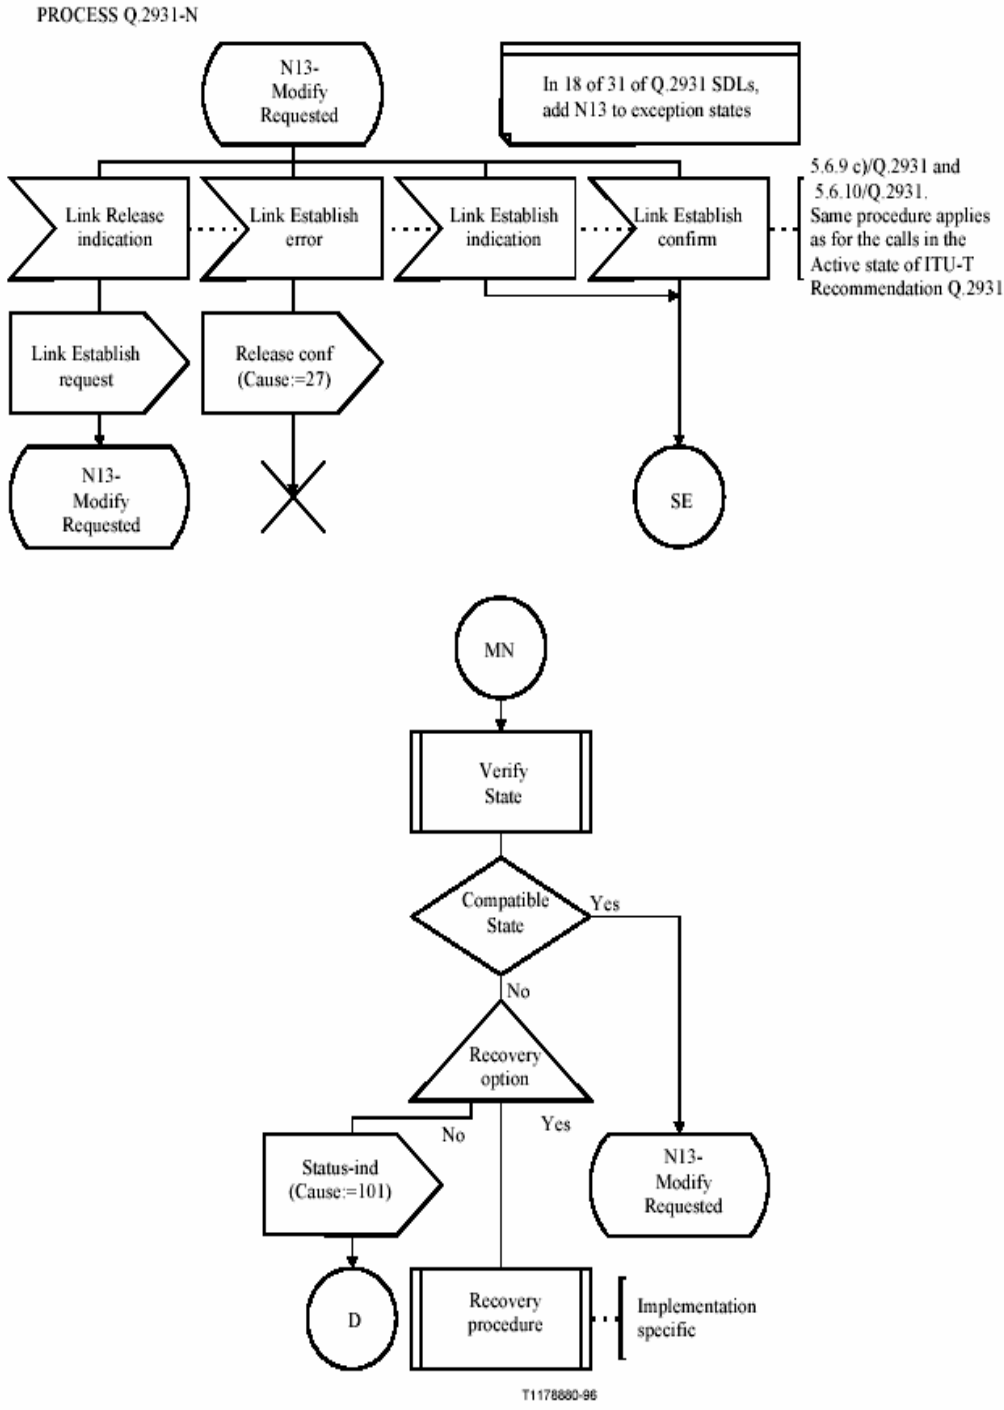 PROCESS Q.2931-N
N13-
Modify
Requested
In 18 of 31 of Q.2931 SDLs,
add N13 to exception states
Link Release
indication
Link Establish
error
Link Establish
indication
Link Establish
confirm
5.6.9 c)/Q.2931 and
5.6.10/Q.2931.
Same procedure applies
as for the calls in the
Active state of ITU-T
Recommendation Q.2931
Link Establish
request
Release conf
(Cause:=27)
N13-
Modify
Requested
SE
MN
Verify
State
Compatible
State
Yes
No
Recovery
option
No
Yes
Status-ind
(Cause:=101)
N13-
Modify
Requested
D
Recovery
procedure
Implementation
specific
T1178880-96